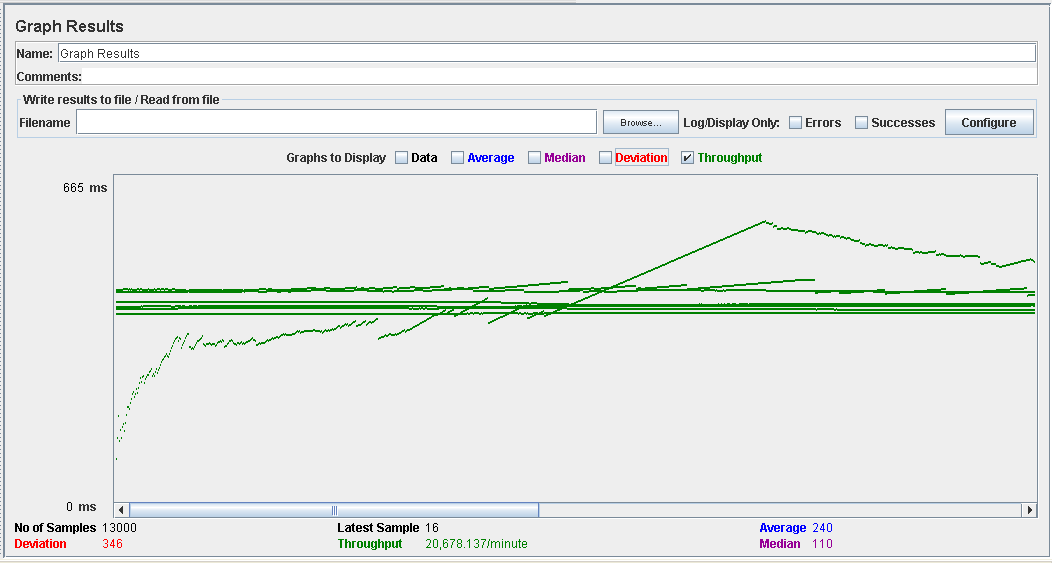 Graph Results
Name: Graph Results
Comments:
Write results to file / Read from file
Filename Browse... Log/Display Only: Errors Successes Configure
Graphs to Display Data Average Median Deviation Throughput
665 ms
0 ms
No of Samples 13000 Latest Sample 16 Average 240
Deviation 346 Throughput 20,678.137/minute Median 110